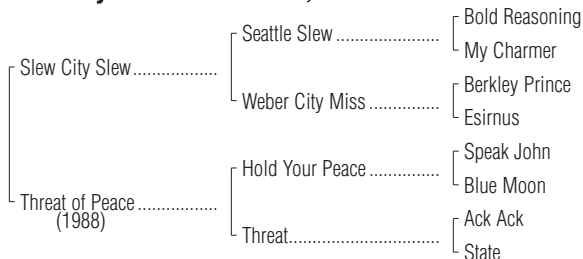 Bold Reasoning
Seattle Slew
My Charmer
Slew City Slew
Berkley Prince
Weber City Miss
Esirnus
Speak John
Hold Your Peace
Blue Moon
Threat of Peace
(1988)
Ack Ack
Threat
State